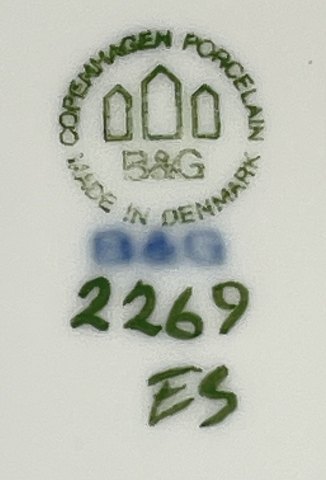 COPENHAGEN PORCELAIN
B&G
MADE IN DENMARK
B&G
2269
ES